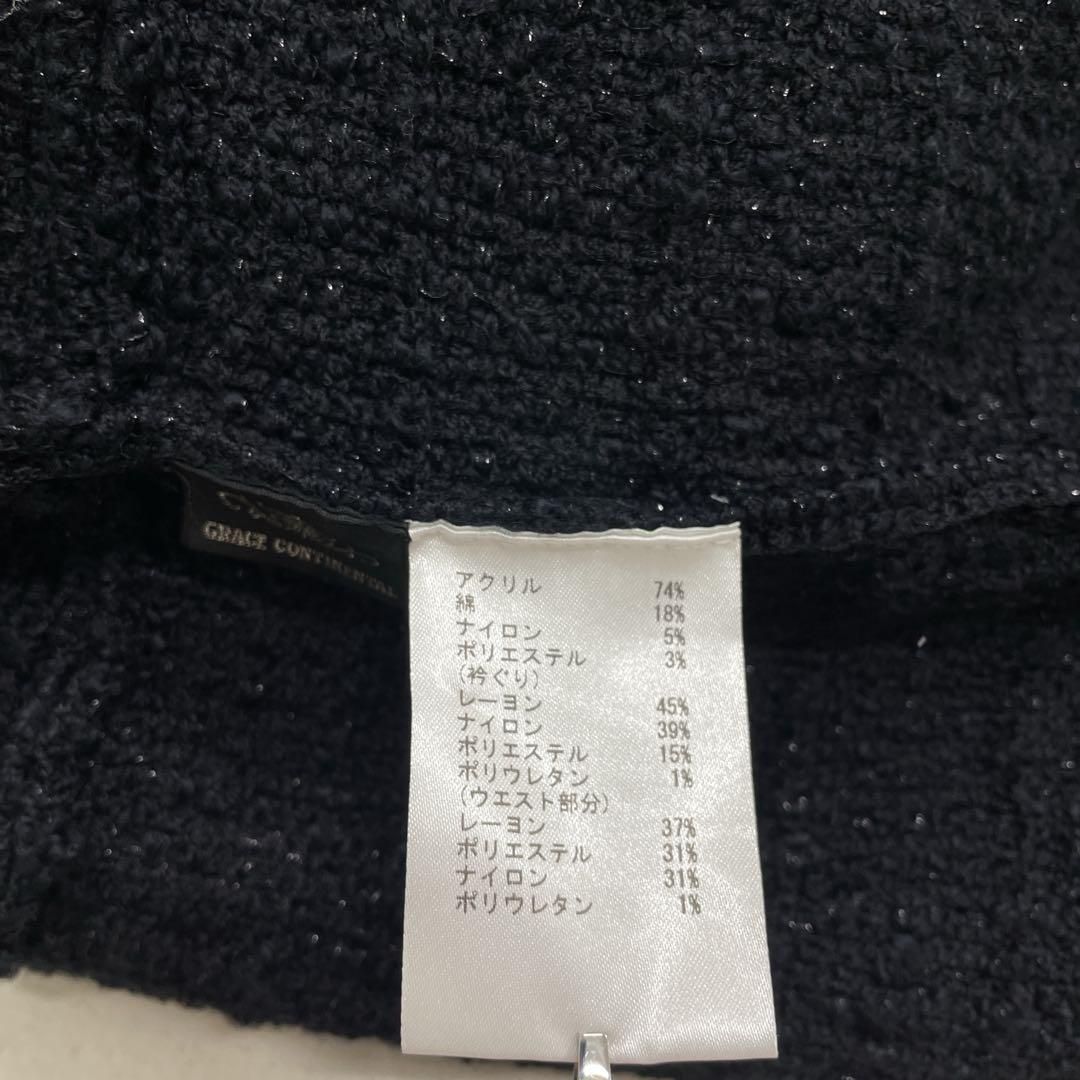 GRACE CONTINENTAL
アクリル 74%
綿 18%
ナイロン 5%
ポリエステル 3%
(衿ぐり)
レーヨン 45%
ナイロン 39%
ポリエステル 15%
ポリウレタン 1%
(ウエスト部分)
レーヨン 37%
ポリエステル 31%
ナイロン 31%
ポリウレタン 1%